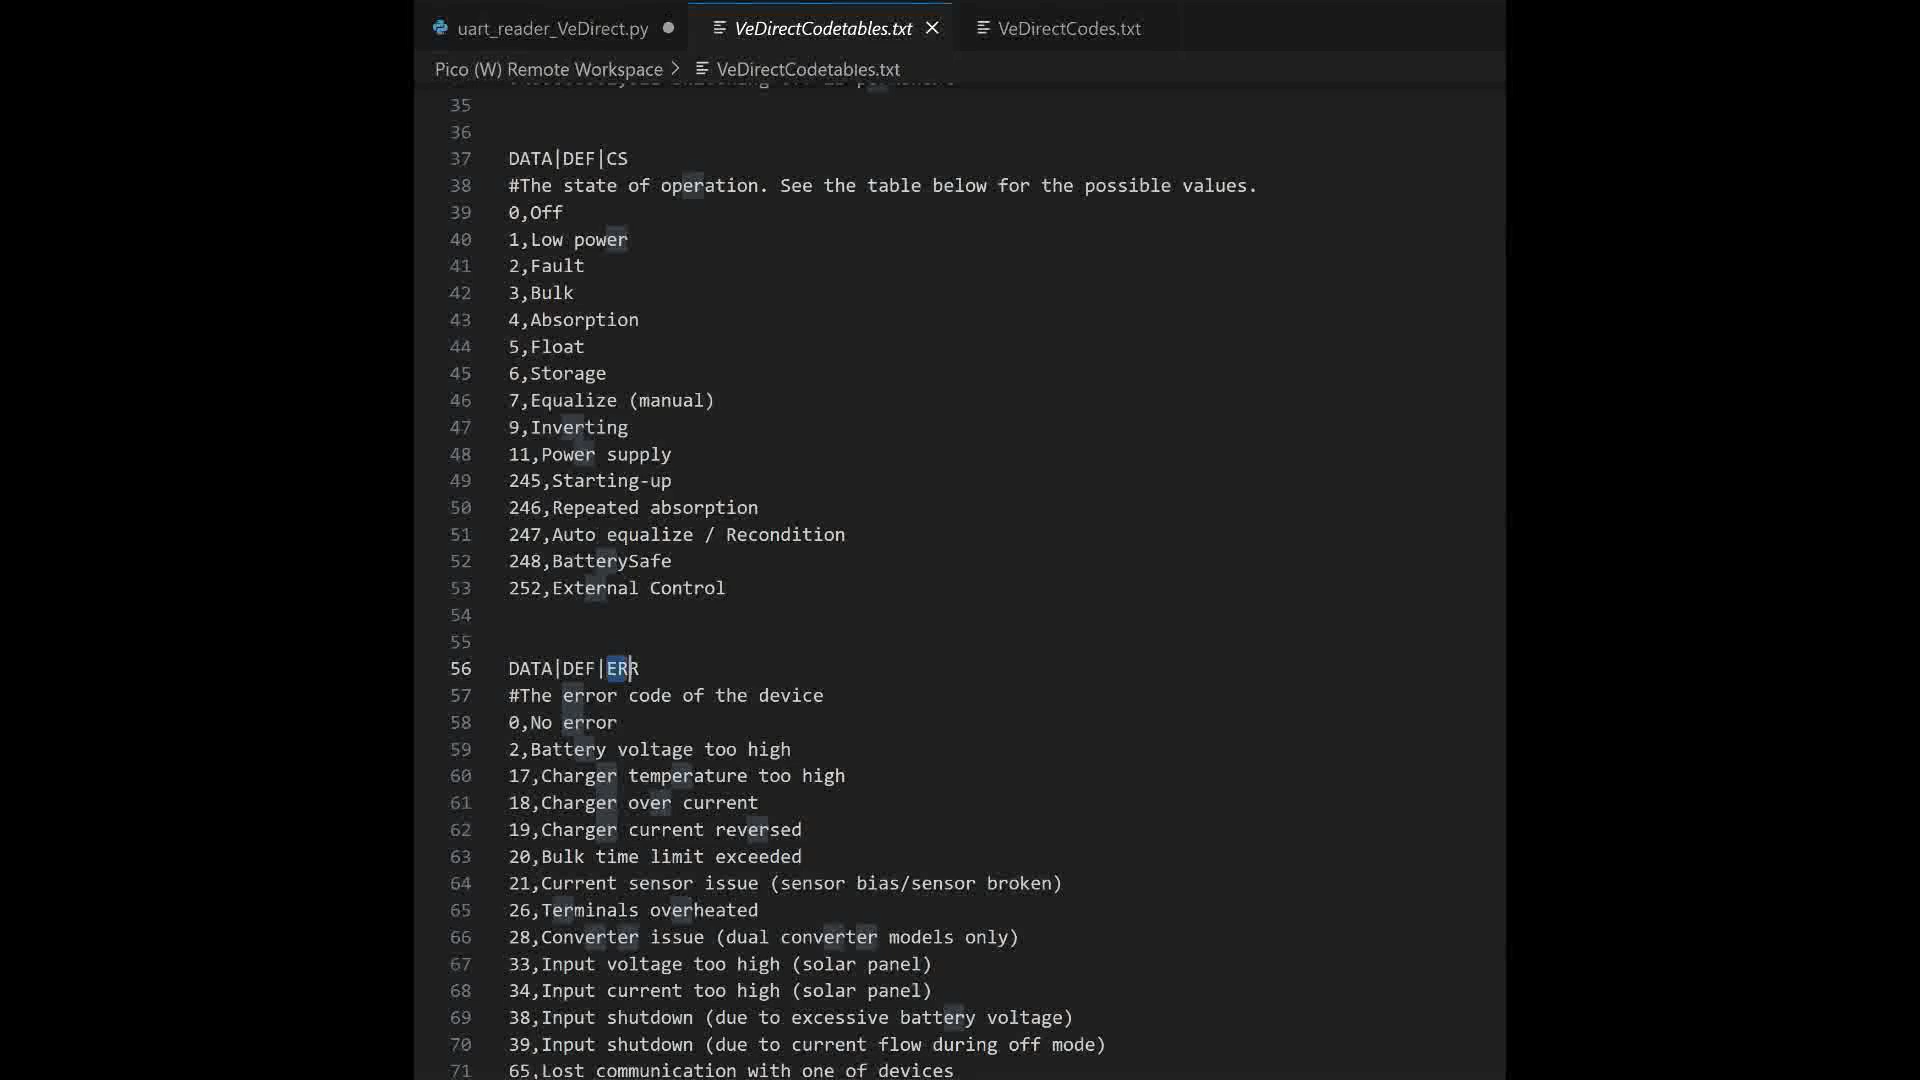 uart_reader_VeDirect.py
VeDirectCodetables.txt
VeDirectCodes.txt
Pico (W) Remote Workspace > VeDirectCodetables.txt
35
36
37 DATA|DEF|CS
38 #The state of operation. See the table below for the possible values.
39 0,Off
40 1,Low power
41 2,Fault
42 3,Bulk
43 4,Absorption
44 5,Float
45 6,Storage
46 7,Equalize (manual)
47 9,Inverting
48 11,Power supply
49 245,Starting-up
50 246,Repeated absorption
51 247,Auto equalize / Recondition
52 248,BatterySafe
53 252,External Control
54
55
56 DATA|DEF|ERR
57 #The error code of the device
58 0,No error
59 2,Battery voltage too high
60 17,Charger temperature too high
61 18,Charger over current
62 19,Charger current reversed
63 20,Bulk time limit exceeded
64 21,Current sensor issue (sensor bias/sensor broken)
65 26,Terminals overheated
66 28,Converter issue (dual converter models only)
67 33,Input voltage too high (solar panel)
68 34,Input current too high (solar panel)
69 38,Input shutdown (due to excessive battery voltage)
70 39,Input shutdown (due to current flow during off mode)
71 65,Lost communication with one of devices